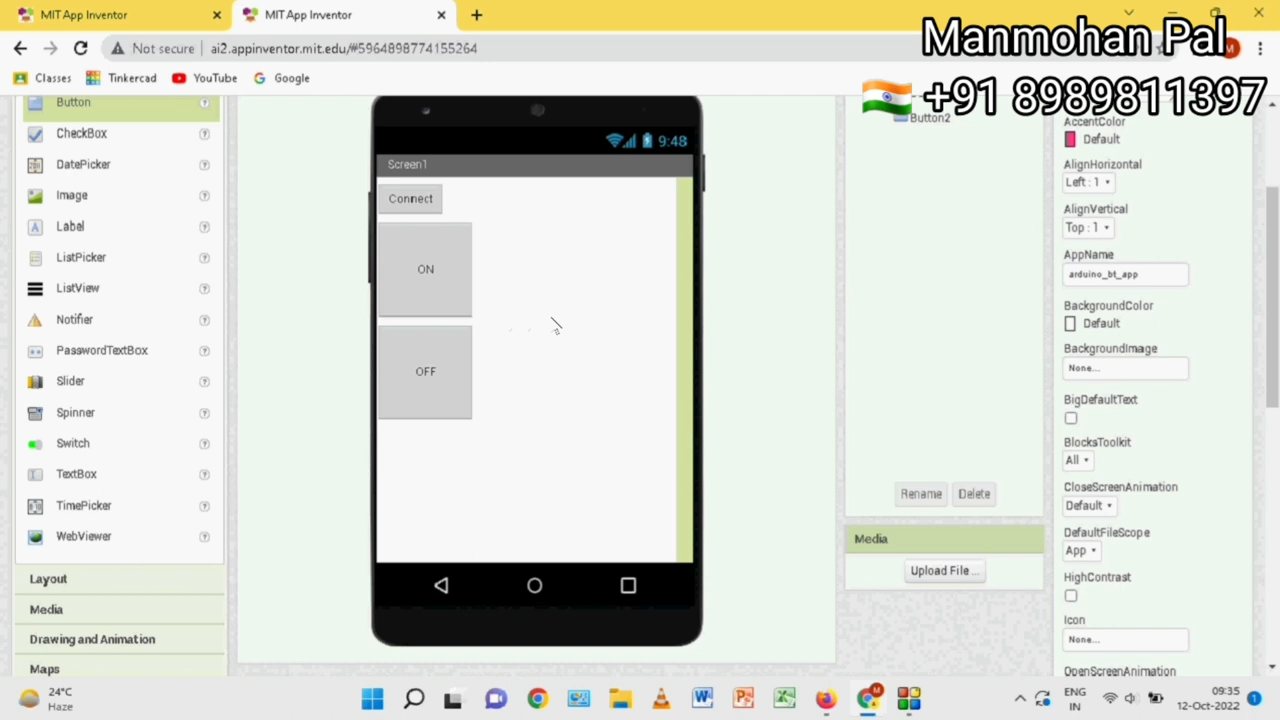 MIT App Inventor
MIT App Inventor
Not secure
ai2.appinventor.mit.edu/#5964898774155264
Manmohan Pal
+91 8989811397
Classes
Tinkercad
YouTube
Google
Button
CheckBox
DatePicker
Image
Label
ListPicker
ListView
Notifier
PasswordTextBox
Slider
Spinner
Switch
TextBox
TimePicker
WebViewer
Layout
Media
Drawing and Animation
Maps
9:48
Screen1
Connect
ON
OFF
Button2
Rename
Delete
Media
Upload File ...
AccentColor
Default
AlignHorizontal
Left : 1
AlignVertical
Top : 1
AppName
arduino_bt_app
BackgroundColor
Default
BackgroundImage
None...
BigDefaultText
BlocksToolkit
All
CloseScreenAnimation
Default
DefaultFileScope
App
HighContrast
Icon
None...
OpenScreenAnimation
24°C
Haze
ENG
IN
09:35
12-Oct-2022
1